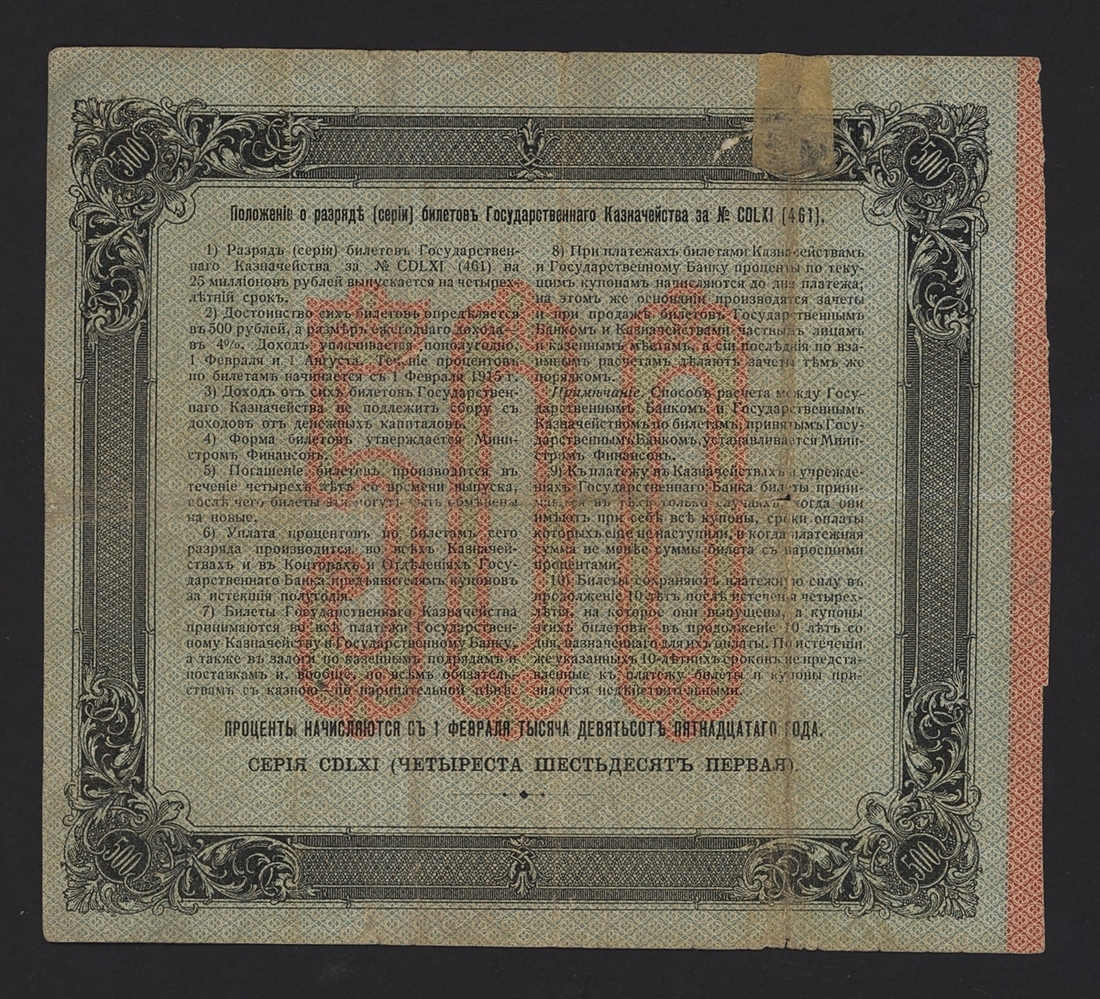 500
500
Положеніе о разрядѣ (серіи) билетовъ Государственнаго Казначейства за № CDLXI (461).
1) Разрядъ (серія) билетовъ Государствен-
наго Казначейства за № CDLXI (461) на
25 милліоновъ рублей выпускается на четырех-
лѣтній срокъ.
2) Достоинство сихъ билетовъ опредѣляется
въ 500 рублей, а размѣръ ежегоднаго дохода—
въ 4%. Доходъ уплачивается пополугодно,
1 Февраля и 1 Августа. Теченіе процентовъ
по билетамъ начинается съ 1 Февраля 1915 г.
3) Доходъ отъ сихъ билетовъ Государствен-
наго Казначейства не подлежитъ сбору съ
доходовъ отъ денежныхъ капиталовъ.
4) Форма билетовъ утверждается Мини-
стромъ Финансовъ.
5) Погашеніе билетовъ производится въ
теченіе четырехъ лѣтъ со времени выпуска,
послѣ чего билеты эти могутъ быть обмѣнены
на новые.
6) Уплата процентовъ по билетамъ сего
разряда производится во всѣхъ Казначей-
ствахъ и въ Конторахъ и Отдѣленіяхъ Госу-
дарственнаго Банка предъявителямъ купоновъ
за истекшія полугодія.
7) Билеты Государственнаго Казначейства
принимаются во всѣ платежи Государствен-
ному Казначейству и Государственному Банку,
а также въ залоги по казеннымъ подрядамъ и
поставкамъ и, вообще, по всѣмъ обязатель-
ствамъ съ казною—по нарицательной цѣнѣ.
8) При платежахъ билетами Казначействамъ
и Государственному Банку проценты по теку-
щимъ купонамъ начисляются до дня платежа;
на этомъ же основаніи производятся зачеты
и при продажѣ билетовъ Государственнымъ
Банкомъ и Казначействами частнымъ лицамъ
и казеннымъ мѣстамъ, а сіи послѣднія по вза-
имнымъ расчетамъ дѣлаютъ зачеты тѣмъ же
порядкомъ.
Примѣчаніе. Способъ расчета между Госу-
дарственнымъ Банкомъ и Государственнымъ
Казначействомъ по билетамъ, принятымъ Госу-
дарственнымъ Банкомъ, устанавливается Мини-
стромъ Финансовъ.
9) Къ платежу въ Казначействахъ и учрежде-
ніяхъ Государственнаго Банка билеты прини-
маются въ тѣхъ только случаяхъ, когда они
имѣютъ при себѣ всѣ купоны, сроки оплаты
которыхъ еще не наступили, и когда платежная
сумма не менѣе суммы билета съ наросшими
процентами.
10) Билеты сохраняютъ платежную силу въ
продолженіе 10 лѣтъ послѣ истеченія четырех-
лѣтія, на которое они выпущены, а купоны
этихъ билетовъ въ продолженіе 10 лѣтъ со
дня, назначеннаго для ихъ оплаты. По истеченіи
же указанныхъ 10-лѣтнихъ сроковъ не предста-
вленные къ платежу билеты и купоны при-
знаются недѣйствительными.
500
ПРОЦЕНТЫ НАЧИСЛЯЮТСЯ СЪ 1 ФЕВРАЛЯ ТЫСЯЧА ДЕВЯТЬСОТЪ ПЯТНАДЦАТАГО ГОДА.
СЕРІЯ CDLXI (ЧЕТЫРЕСТА ШЕСТЬДЕСЯТЪ ПЕРВАЯ).
500
500